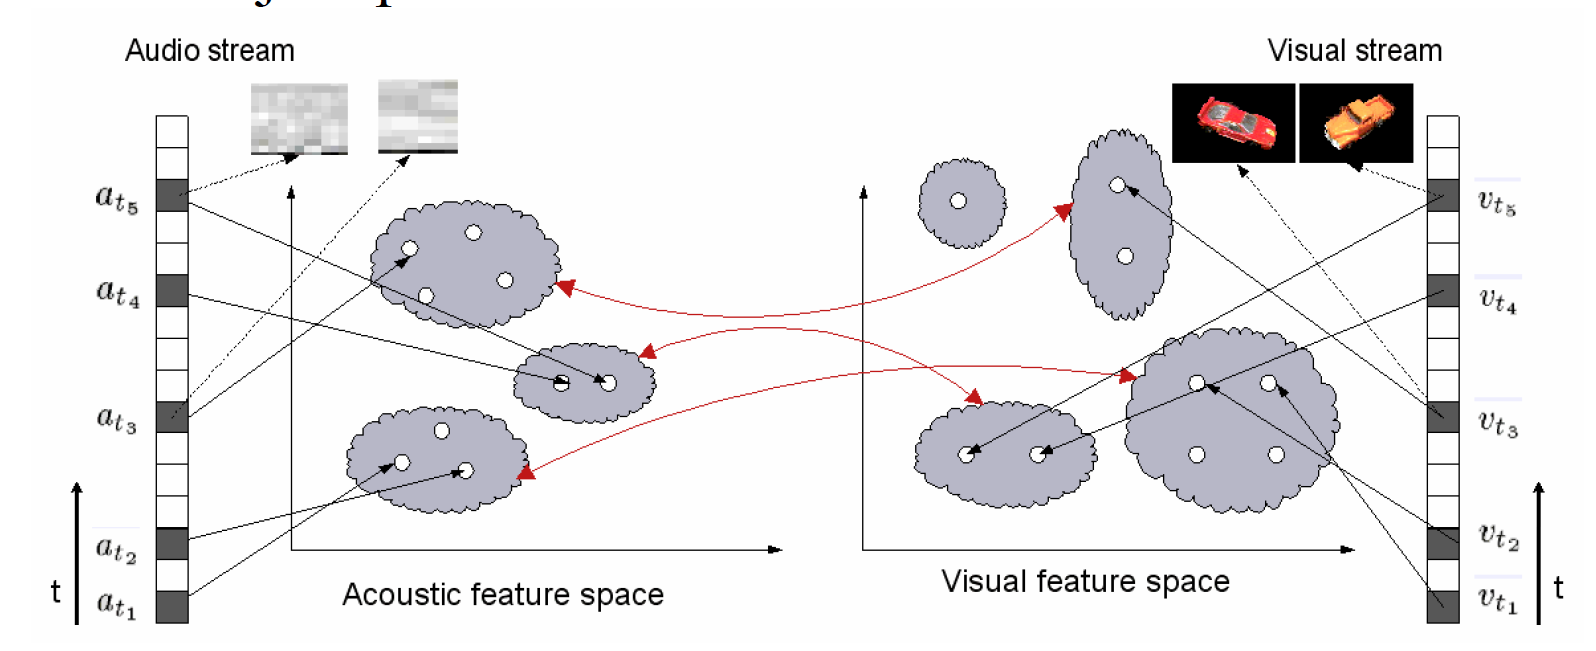 Audio stream
Visual stream
a_{t_5}
v_{t_5}
a_{t_4}
v_{t_4}
a_{t_3}
v_{t_3}
a_{t_2}
v_{t_2}
a_{t_1}
v_{t_1}
t
t
Acoustic feature space
Visual feature space